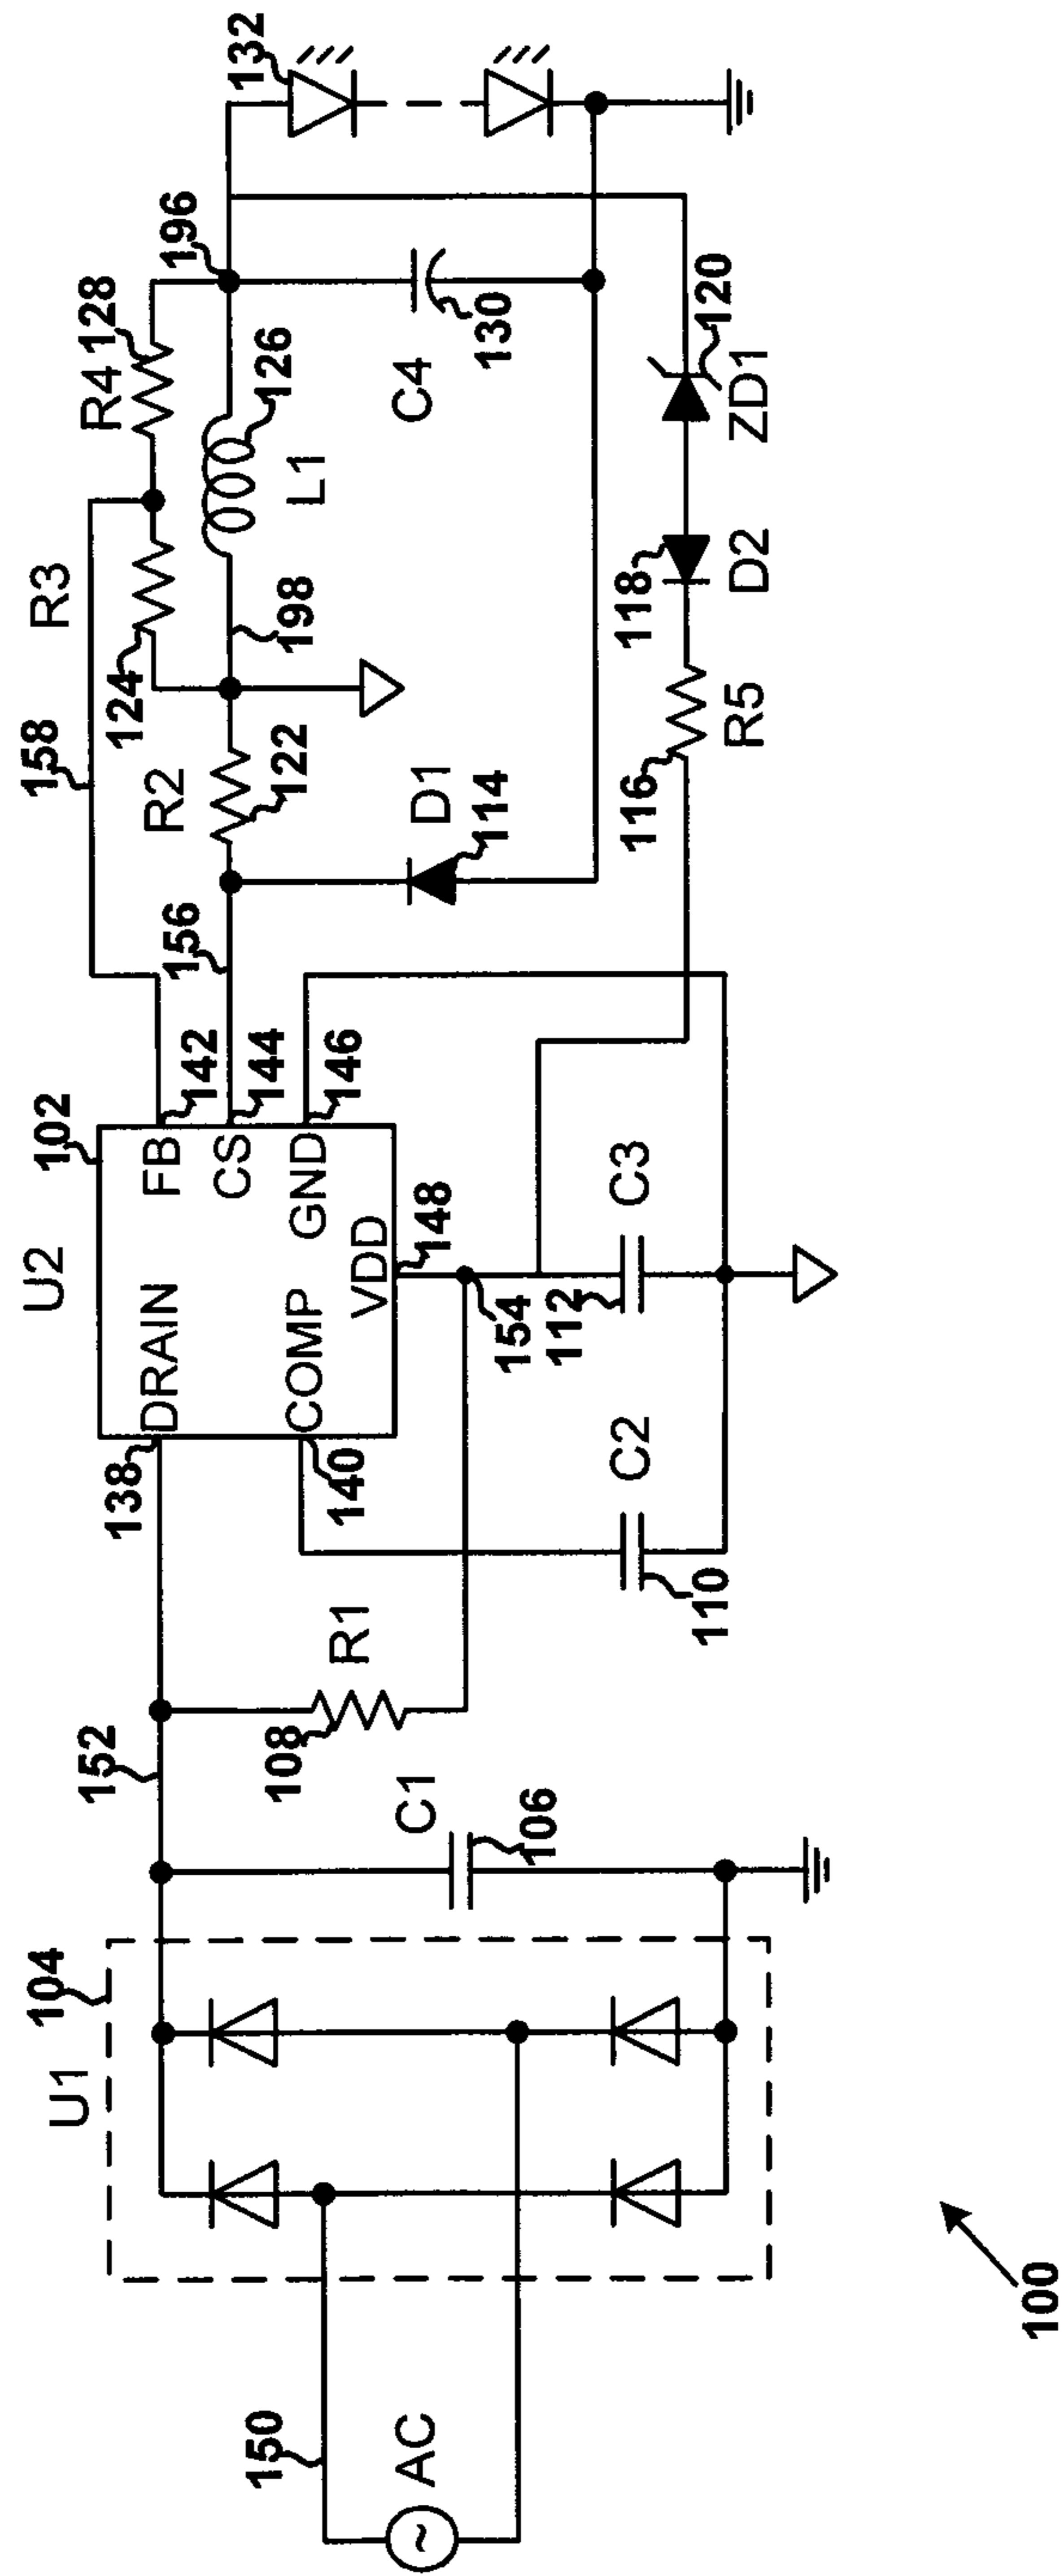 U1
104
150
AC
~
152
C1
106
R1
108
U2
102
138
DRAIN
FB
142
CS
144
COMP
140
GND
146
VDD
148
154
C2
110
C3
112
156
158
R2
122
D1
114
R3
124
198
L1
126
R4
128
196
C4
130
132
116
R5
118
D2
120
ZD1
100